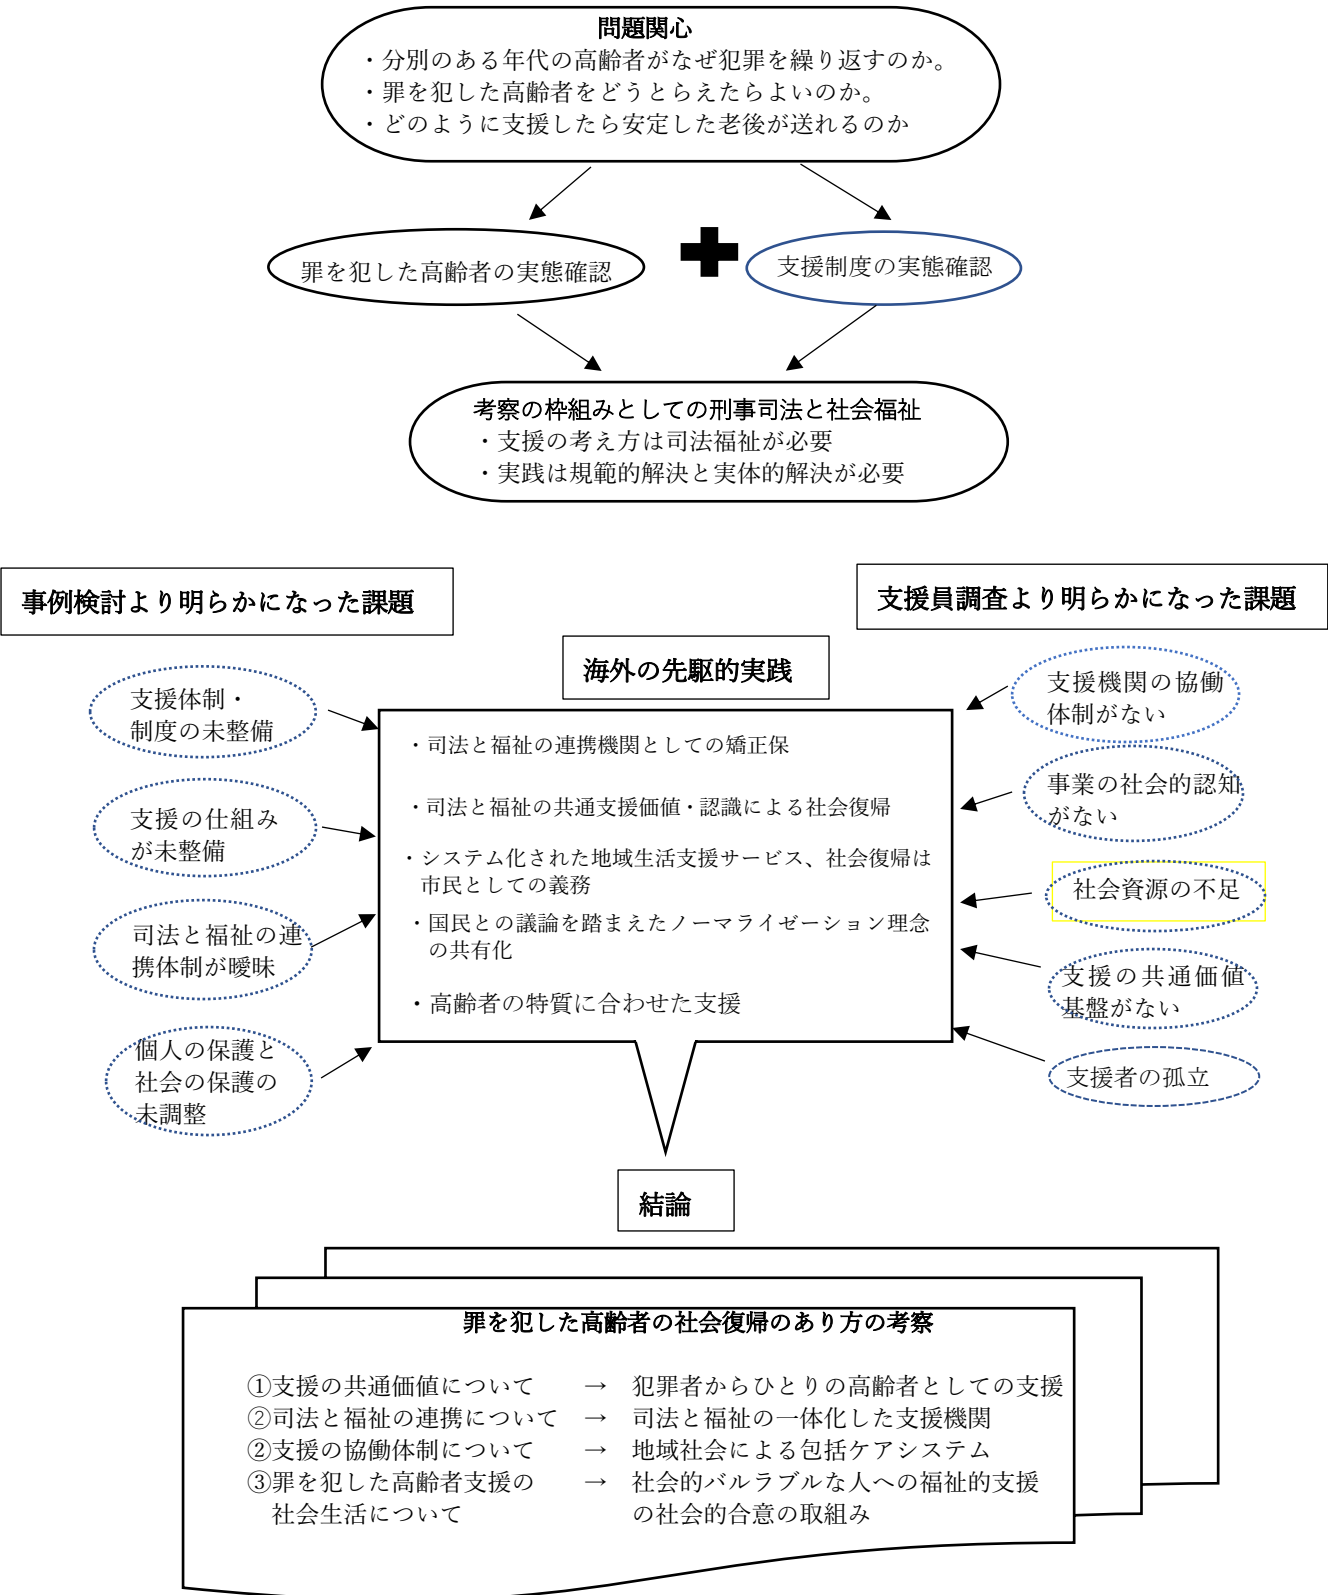 問題関心
・分別のある年代の高齢者がなぜ犯罪を繰り返すのか。
・罪を犯した高齢者をどうとらえたらよいのか。
・どのように支援したら安定した老後が送れるのか
罪を犯した高齢者の実態確認
支援制度の実態確認
考察の枠組みとしての刑事司法と社会福祉
・支援の考え方は司法福祉が必要
・実践は規範的解決と実体的解決が必要
事例検討より明らかになった課題
支援員調査より明らかになった課題
海外の先駆的実践
支援体制・
制度の未整備
支援の仕組み
が未整備
司法と福祉の連
携体制が曖昧
個人の保護と
社会の保護の
未調整
・司法と福祉の連携機関としての矯正保
・司法と福祉の共通支援価値・認識による社会復帰
・システム化された地域生活支援サービス、社会復帰は
市民としての義務
・国民との議論を踏まえたノーマライゼーション理念
の共有化
・高齢者の特質に合わせた支援
支援機関の協働
体制がない
事業の社会的認知
がない
社会資源の不足
支援の共通価値
基盤がない
支援者の孤立
結論
罪を犯した高齢者の社会復帰のあり方の考察
①支援の共通価値について → 犯罪者からひとりの高齢者としての支援
②司法と福祉の連携について → 司法と福祉の一体化した支援機関
②支援の協働体制について → 地域社会による包括ケアシステム
③罪を犯した高齢者支援の → 社会的バルラブルな人への福祉的支援
社会生活について の社会的合意の取組み